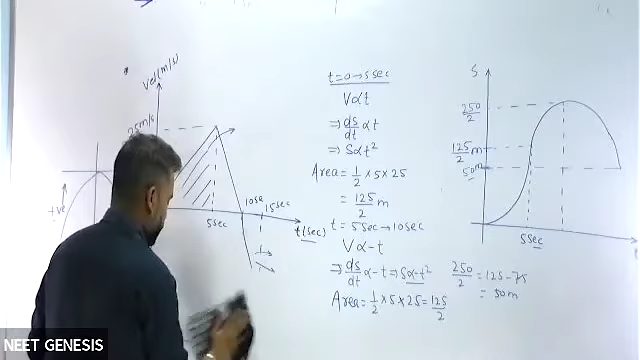 Vel(m/s)
25m/s
10sec
15sec
5sec
t(sec)
+ve
t=0→5sec
V∝t
⇒ ds/dt ∝ t
⇒ S∝t²
Area = 1/2 × 5 × 25
= 125/2 m
t = 5sec→10sec
V∝-t
⇒ ds/dt ∝-t ⇒ S∝-t²
Area = 1/2 × 5 × 25 = 125/2
S
250/2
125/2 m
50m
5sec
250/2 = 125-75
= 50m
NEET GENESIS